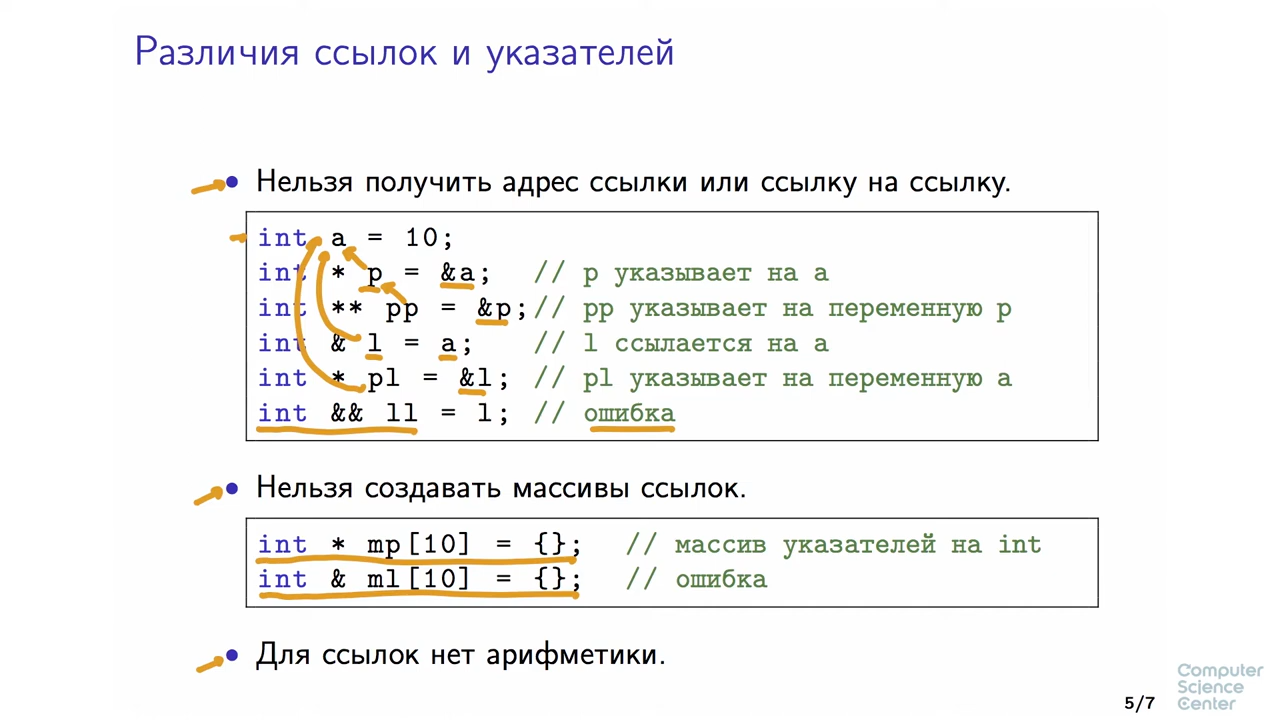 Различия ссылок и указателей
• Нельзя получить адрес ссылки или ссылку на ссылку.
int a = 10;
int * p = &a; // p указывает на a
int ** pp = &p;// pp указывает на переменную p
int & l = a; // l ссылается на a
int * pl = &l; // pl указывает на переменную a
int && ll = l; // ошибка
• Нельзя создавать массивы ссылок.
int * mp[10] = {}; // массив указателей на int
int & ml[10] = {}; // ошибка
• Для ссылок нет арифметики.
Computer
Science
Center
5/7